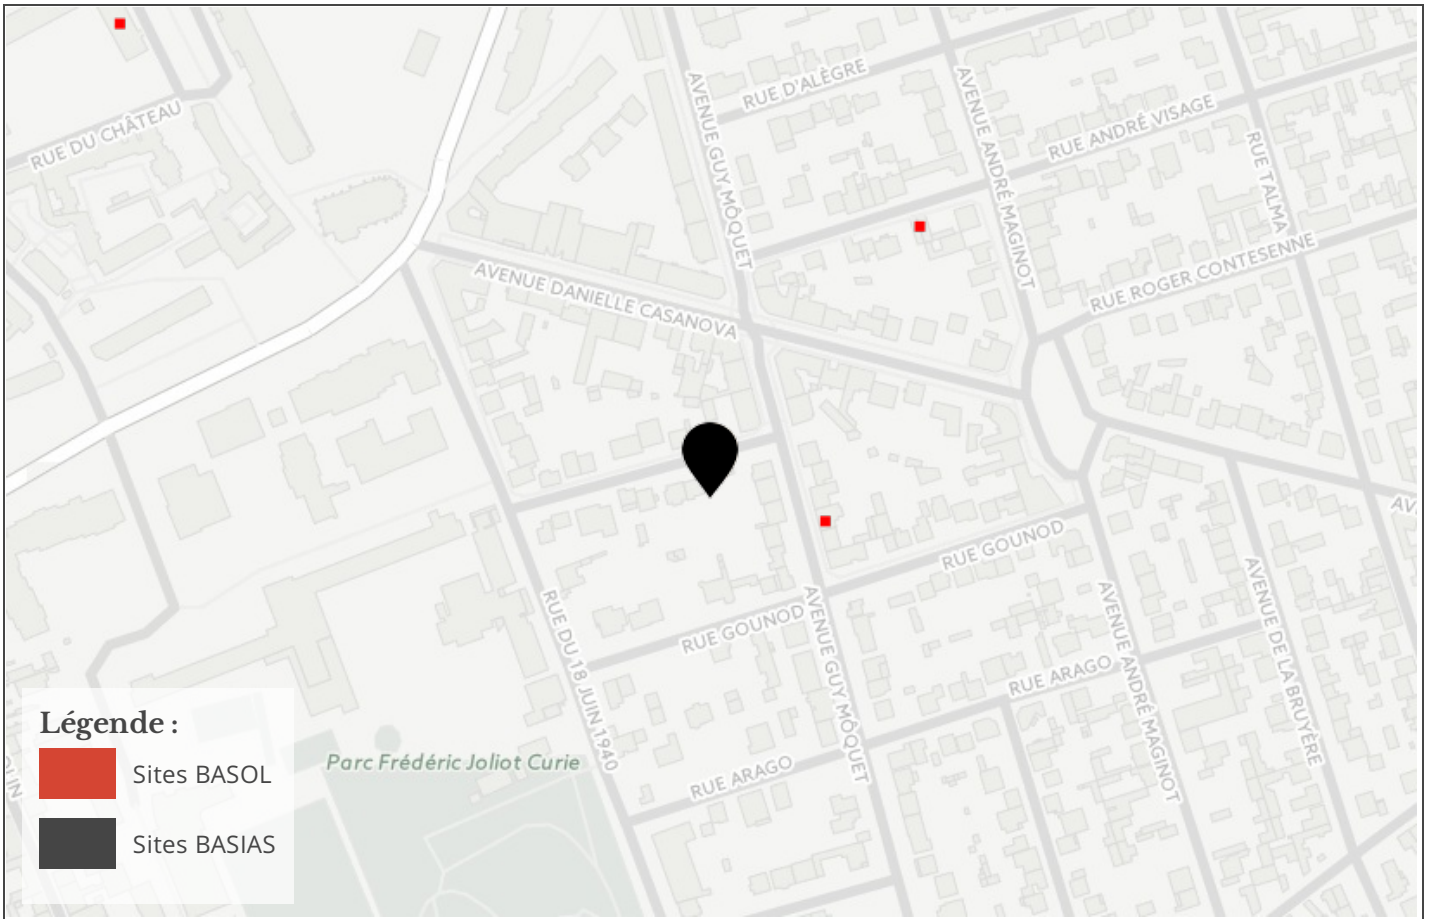 RUE D'ALÈGRE
AVENUE GUY MÔQUET
AVENUE ANDRÉ MAGINOT
RUE ANDRÉ VISAGE
RUE DU CHÂTEAU
RUE TALMA
RUE ROGER CONTESENNE
AVENUE DANIELLE CASANOVA
AV
RUE GOUNOD
RUE GOUNOD
RUE DU 18 JUIN 1940
AVENUE GUY MÔQUET
AVENUE ANDRÉ MAGINOT
AVENUE DE LA BRUYÈRE
RUE ARAGO
RUE ARAGO
Parc Frédéric Joliot Curie
Légende :
Sites BASOL
Sites BASIAS